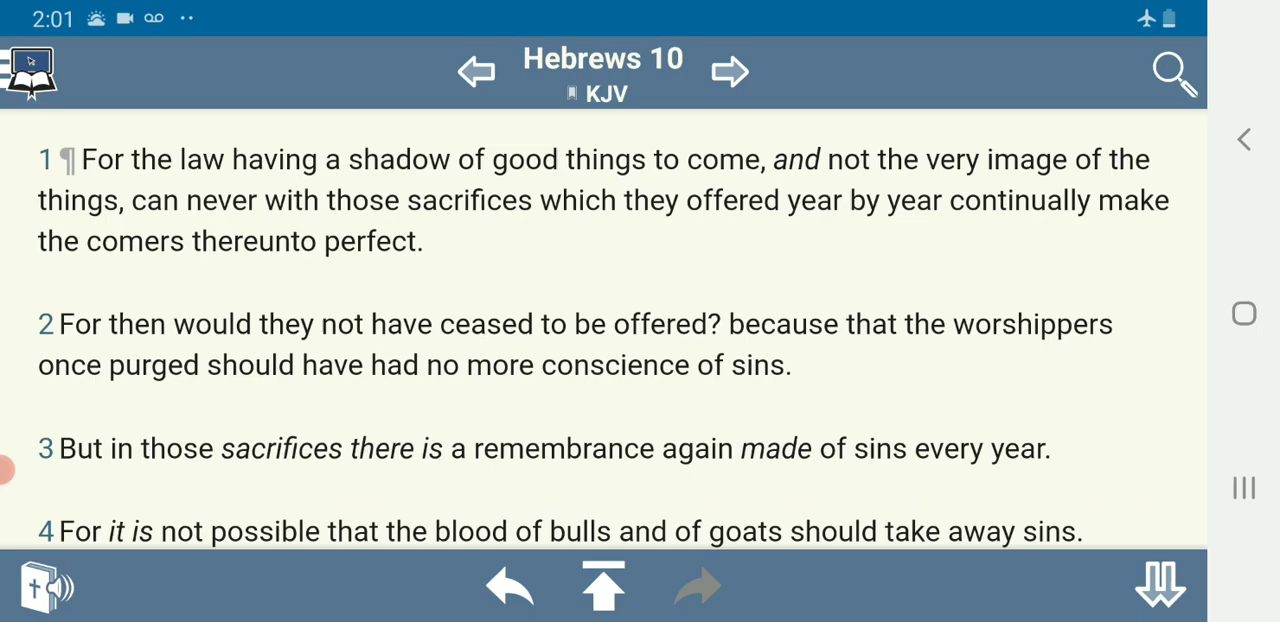 2:01
Hebrews 10
KJV
1 ¶ For the law having a shadow of good things to come, and not the very image of the
things, can never with those sacrifices which they offered year by year continually make
the comers thereunto perfect.
2 For then would they not have ceased to be offered? because that the worshippers
once purged should have had no more conscience of sins.
3 But in those sacrifices there is a remembrance again made of sins every year.
4 For it is not possible that the blood of bulls and of goats should take away sins.